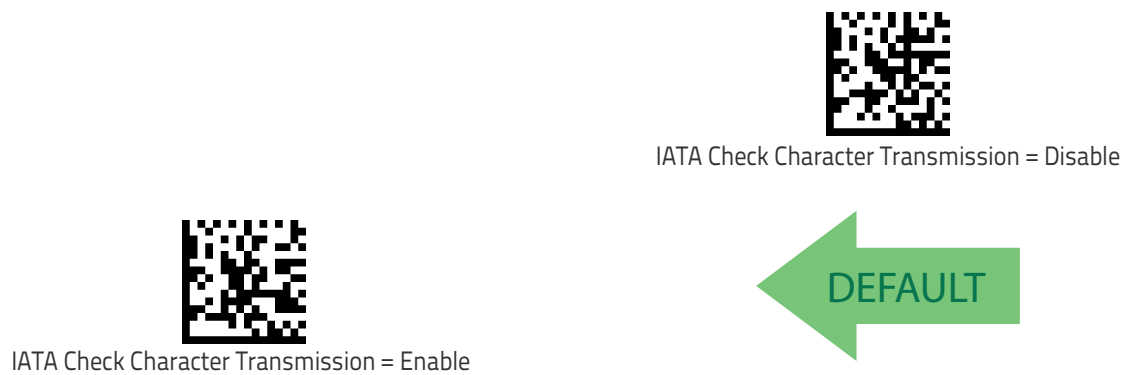 IATA Check Character Transmission = Disable
DEFAULT
IATA Check Character Transmission = Enable